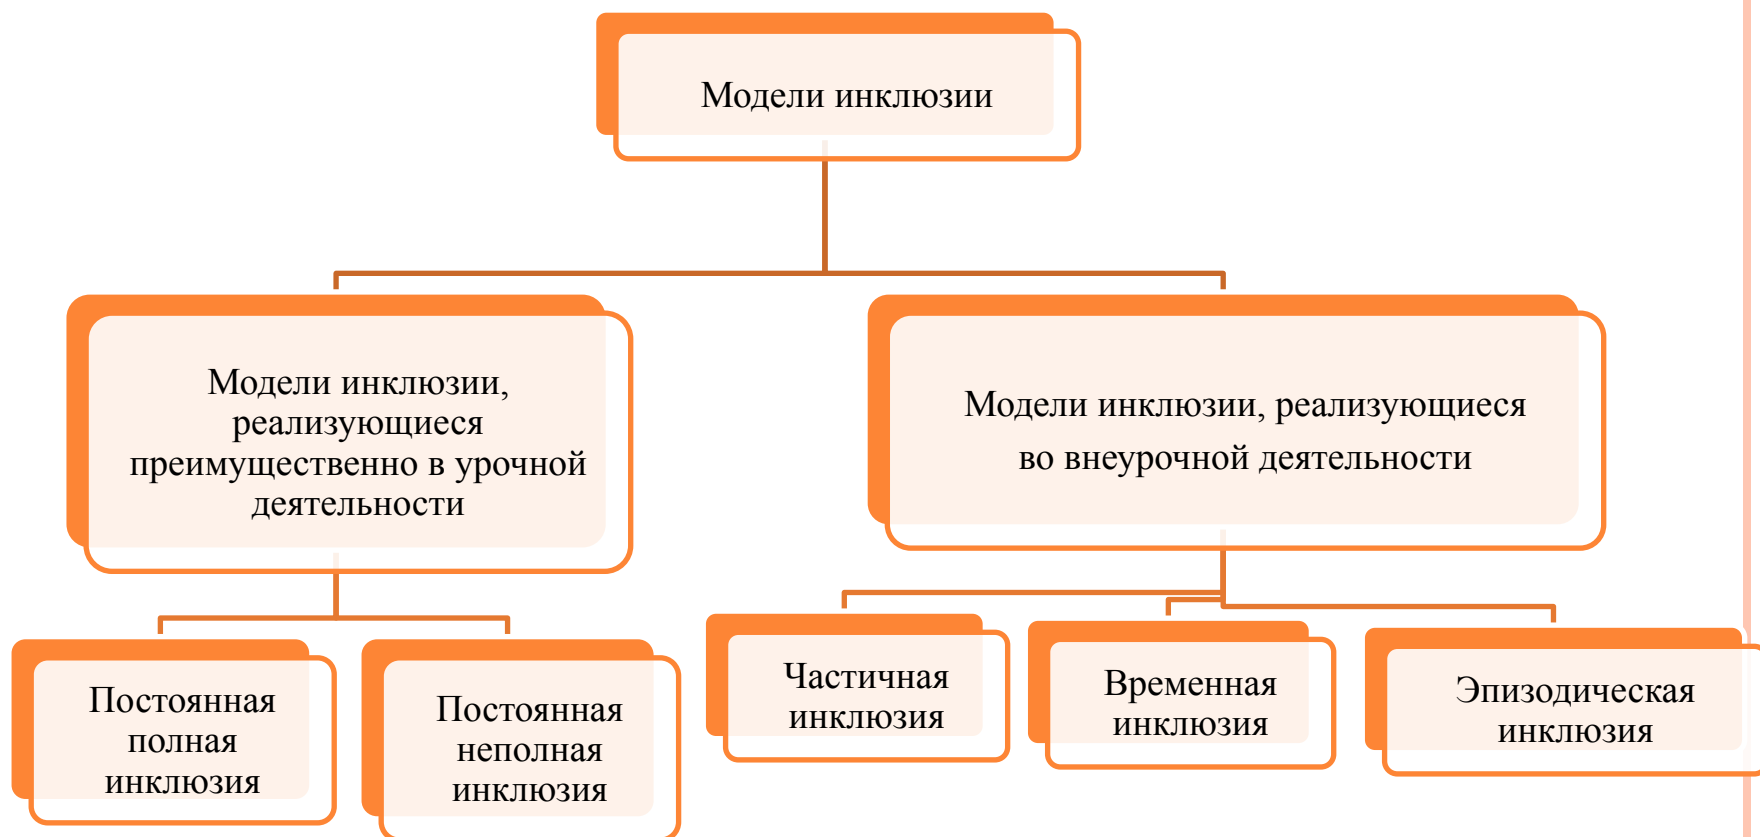 Модели инклюзии
Модели инклюзии,
реализующиеся
преимущественно в урочной
деятельности
Модели инклюзии, реализующиеся
во внеурочной деятельности
Постоянная
полная
инклюзия
Постоянная
неполная
инклюзия
Частичная
инклюзия
Временная
инклюзия
Эпизодическая
инклюзия